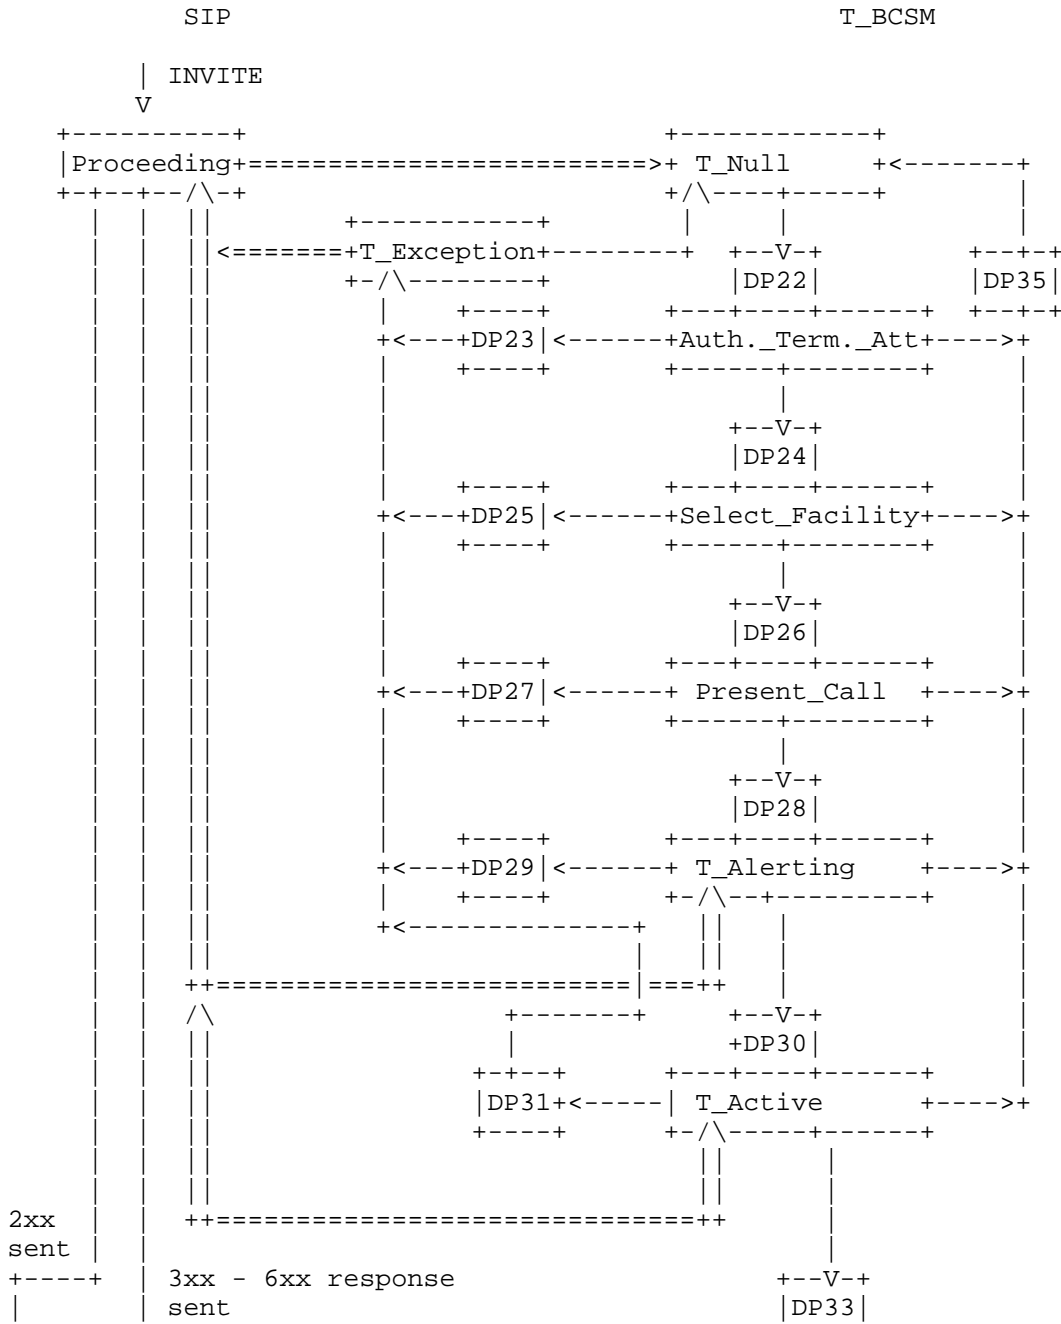 SIP T_BCSM
INVITE
V
Proceeding T_Null
T_Exception V
DP22 DP35
DP23 Auth._Term._Att
V
DP24
DP25 Select_Facility
V
DP26
DP27 Present_Call
V
DP28
DP29 T_Alerting
V
DP30
DP31 T_Active
2xx
sent V
3xx - 6xx response V
sent DP33